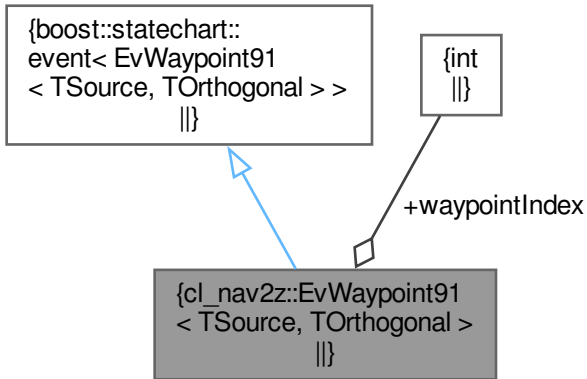 {boost::statechart::
event< EvWaypoint91
< TSource, TOrthogonal > >
||}
{int
||}
+waypointIndex
{cl_nav2z::EvWaypoint91
< TSource, TOrthogonal >
||}